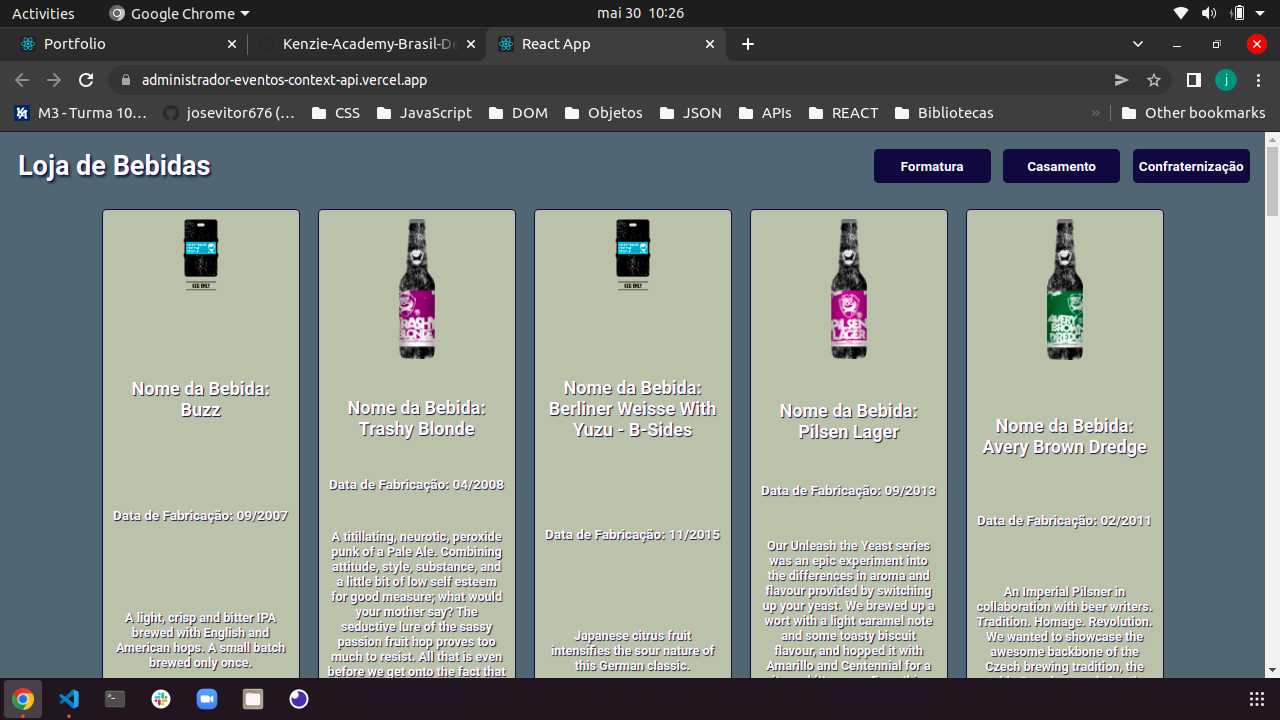 Activities
Google Chrome
mai 30 10:26
Portfolio
Kenzie-Academy-Brasil-De
React App
administrador-eventos-context-api.vercel.app
j
M3 - Turma 10...
josevitor676 (...
CSS
JavaScript
DOM
Objetos
JSON
APIs
REACT
Bibliotecas
»
Other bookmarks
Loja de Bebidas
Formatura
Casamento
Confraternização
Nome da Bebida:
Buzz
Data de Fabricação: 09/2007
A light, crisp and bitter IPA
brewed with English and
American hops. A small batch
brewed only once.
TRASHY
BLONDE
Nome da Bebida:
Trashy Blonde
Data de Fabricação: 04/2008
A titillating, neurotic, peroxide
punk of a Pale Ale. Combining
attitude, style, substance, and
a little bit of low self esteem
for good measure; what would
your mother say? The
seductive lure of the sassy
passion fruit hop proves too
much to resist. All that is even
before we get onto the fact that
Nome da Bebida:
Berliner Weisse With
Yuzu - B-Sides
Data de Fabricação: 11/2015
Japanese citrus fruit
intensifies the sour nature of
this German classic.
PILSEN
LAGER
Nome da Bebida:
Pilsen Lager
Data de Fabricação: 09/2013
Our Unleash the Yeast series
was an epic experiment into
the differences in aroma and
flavour provided by switching
up your yeast. We brewed up a
wort with a light caramel note
and some toasty biscuit
flavour, and hopped it with
Amarillo and Centennial for a
AVERY
BROWN
DREDGE
Nome da Bebida:
Avery Brown Dredge
Data de Fabricação: 02/2011
An Imperial Pilsner in
collaboration with beer writers.
Tradition. Homage. Revolution.
We wanted to showcase the
awesome backbone of the
Czech brewing tradition, the